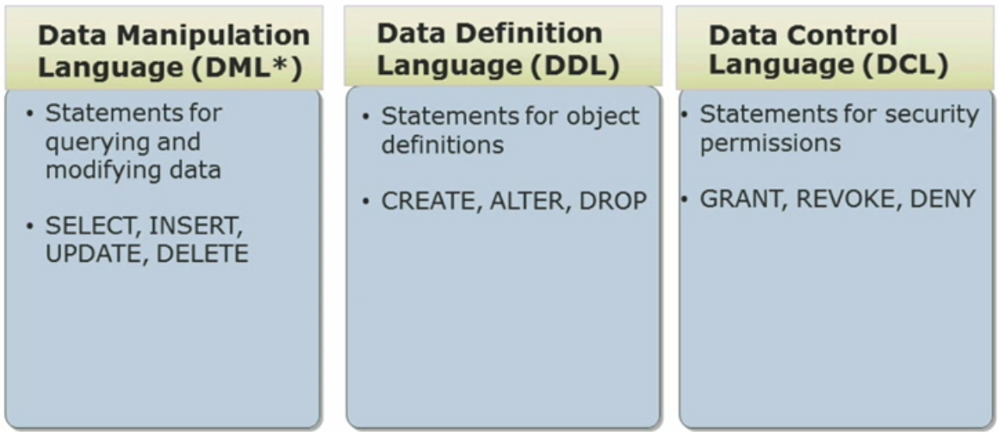 Data Manipulation
Language (DML*)
• Statements for
querying and
modifying data
• SELECT, INSERT,
UPDATE, DELETE
Data Definition
Language (DDL)
• Statements for object
definitions
• CREATE, ALTER, DROP
Data Control
Language (DCL)
• Statements for security
permissions
• GRANT, REVOKE, DENY